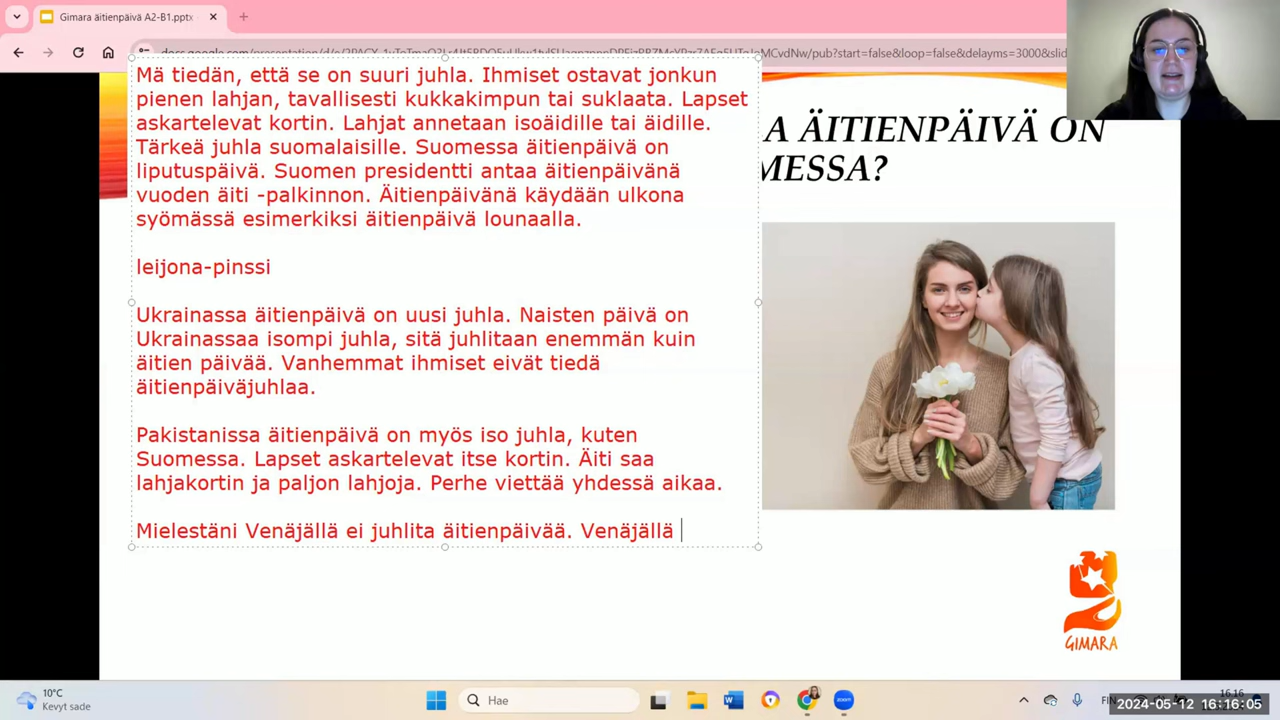 Gimara äitienpäivä A2-B1.pptx
Mä tiedän, että se on suuri juhla. Ihmiset ostavat jonkun
pienen lahjan, tavallisesti kukkakimpun tai suklaata. Lapset
askartelevat kortin. Lahjat annetaan isoäidille tai äidille.
Tärkeä juhla suomalaisille. Suomessa äitienpäivä on
liputuspäivä. Suomen presidentti antaa äitienpäivänä
vuoden äiti -palkinnon. Äitienpäivänä käydään ulkona
syömässä esimerkiksi äitienpäivä lounaalla.
leijona-pinssi
Ukrainassa äitienpäivä on uusi juhla. Naisten päivä on
Ukrainassaa isompi juhla, sitä juhlitaan enemmän kuin
äitien päivää. Vanhemmat ihmiset eivät tiedä
äitienpäiväjuhlaa.
Pakistanissa äitienpäivä on myös iso juhla, kuten
Suomessa. Lapset askartelevat itse kortin. Äiti saa
lahjakortin ja paljon lahjoja. Perhe viettää yhdessä aikaa.
Mielestäni Venäjällä ei juhlita äitienpäivää. Venäjällä
A ÄITIENPÄIVÄ ON
MESSA?
GIMARA
10°C
Kevyt sade
Hae
zoom
FIN
16.16
2024-05-12 16:16:05